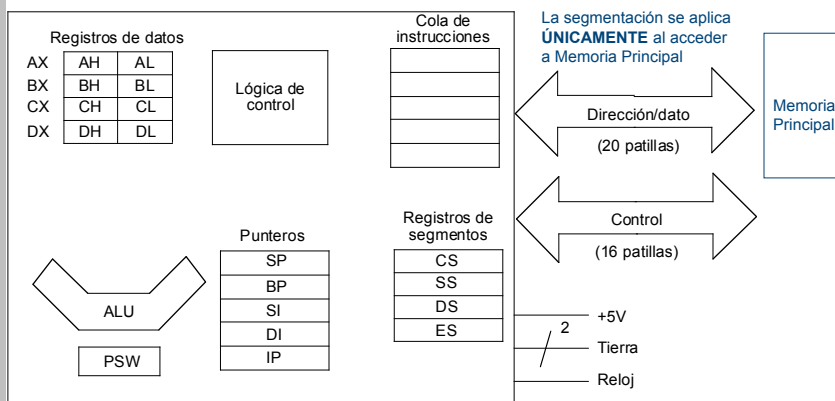 Registros de datos
AX AH AL
BX BH BL
CX CH CL
DX DH DL
Lógica de
control
Cola de
instrucciones
La segmentación se aplica
ÚNICAMENTE al acceder
a Memoria Principal
Dirección/dato
(20 patillas)
Memoria
Principal
Control
(16 patillas)
ALU
PSW
Punteros
SP
BP
SI
DI
IP
Registros de
segmentos
CS
SS
DS
ES
+5V
2
Tierra
Reloj